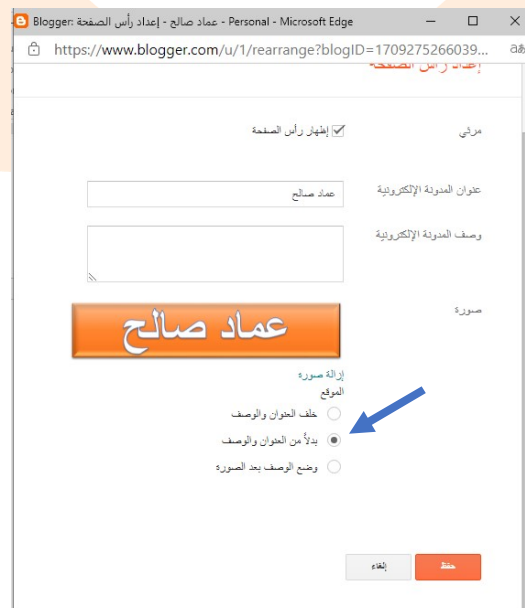 Blogger: عماد صالح - إعداد رأس الصفحة - Personal - Microsoft Edge
https://www.blogger.com/u/1/rearrange?blogID=1709275266039...
إعداد رأس الصفحة
مرئي
إظهار رأس الصفحة
عنوان المدونة الإلكترونية
عماد صالح
وصف المدونة الإلكترونية
صورة
عماد صالح
إزالة صورة
الموقع
خلف العنوان والوصف
بدلاً من العنوان والوصف
وضع الوصف بعد الصورة
حفظ
إلغاء